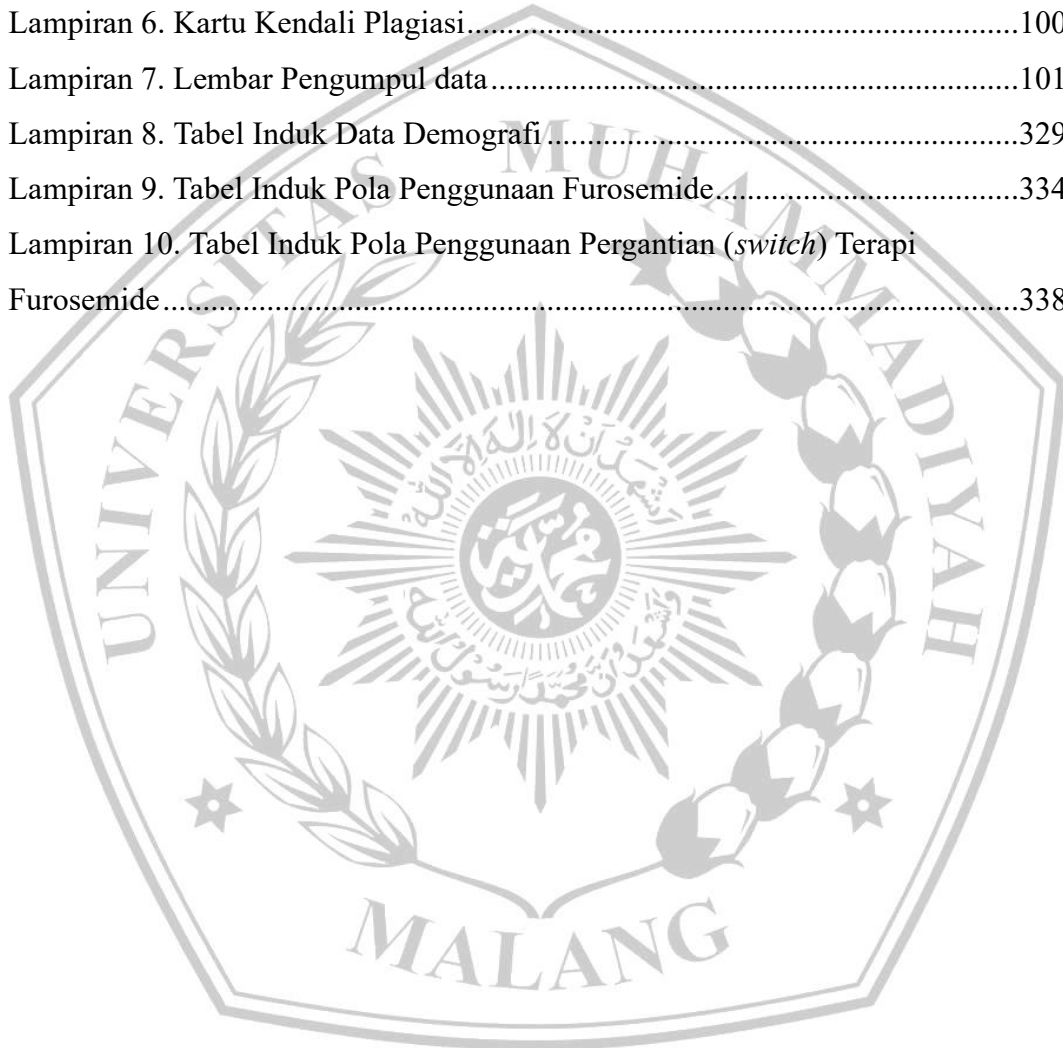 Lampiran 6. Kartu Kendali Plagiasi....................................................................................100
Lampiran 7. Lembar Pengumpul data.................................................................................101
Lampiran 8. Tabel Induk Data Demografi.........................................................................329
Lampiran 9. Tabel Induk Pola Penggunaan Furosemide................................................334
Lampiran 10. Tabel Induk Pola Penggunaan Pergantian (switch) Terapi
Furosemide.......................................................................................................................338
UNIVERSITAS MUHAMMADIYAH
MALANG